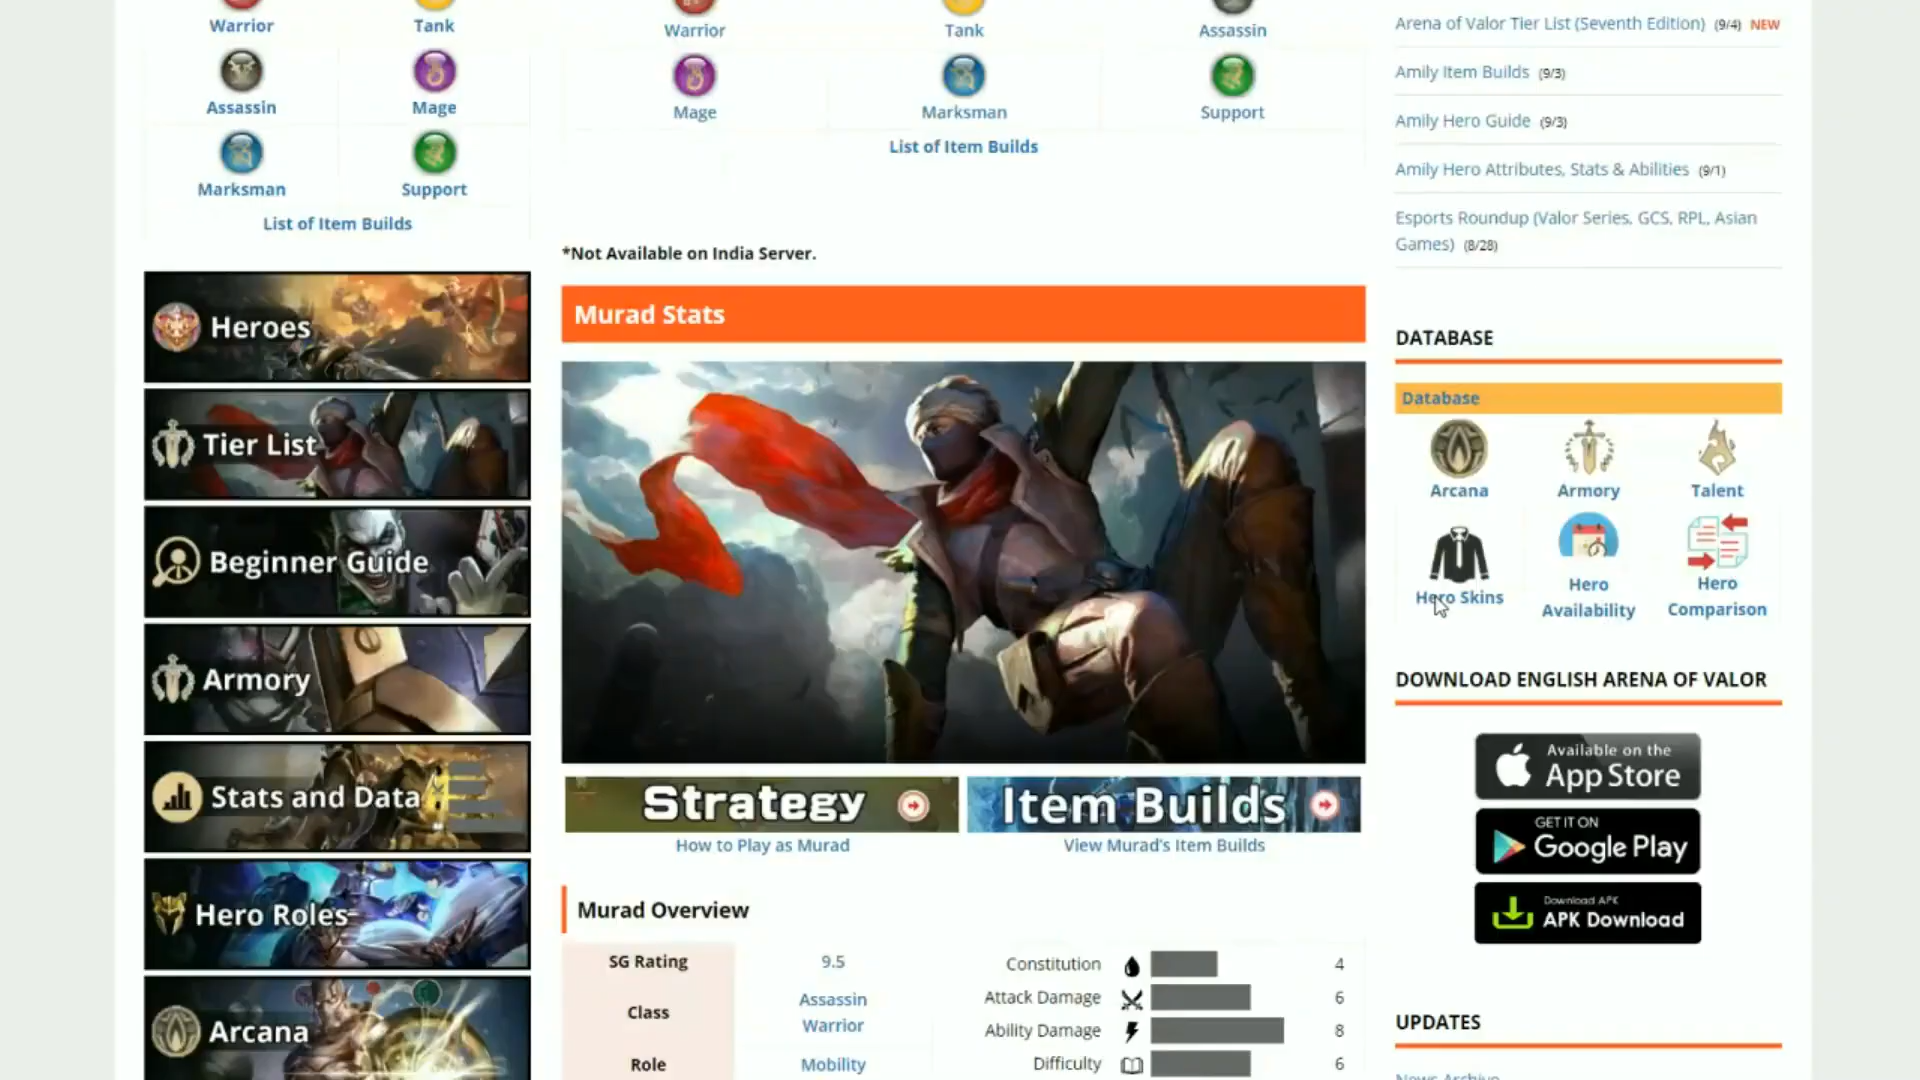 Warrior
Tank
Assassin
Mage
Marksman
Support
List of Item Builds
Heroes
Tier List
Beginner Guide
Armory
Stats and Data
Hero Roles
Arcana
Warrior
Tank
Assassin
Mage
Marksman
Support
List of Item Builds
*Not Available on India Server.
Murad Stats
Strategy
Item Builds
How to Play as Murad
View Murad's Item Builds
Murad Overview
SG Rating
9.5
Class
Assassin
Warrior
Role
Mobility
Constitution
4
Attack Damage
6
Ability Damage
8
Difficulty
6
Arena of Valor Tier List (Seventh Edition) (9/4) NEW
Amily Item Builds (9/3)
Amily Hero Guide (9/3)
Amily Hero Attributes, Stats & Abilities (9/1)
Esports Roundup (Valor Series, GCS, RPL, Asian
Games) (8/28)
DATABASE
Database
Arcana
Armory
Talent
Hero Skins
Hero
Availability
Hero
Comparison
DOWNLOAD ENGLISH ARENA OF VALOR
Available on the
App Store
GET IT ON
Google Play
Download APK
APK Download
UPDATES
News Archive